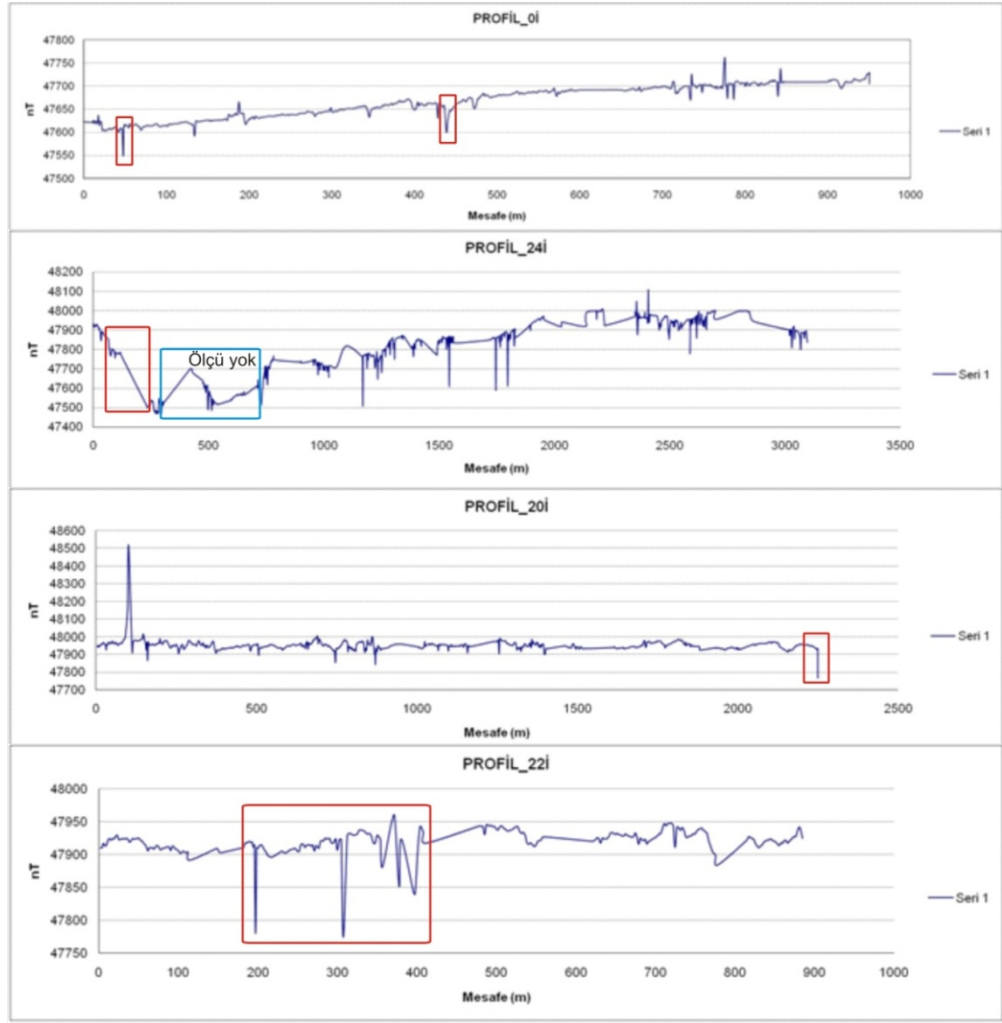 PROFİL_0İ
47800
47750
47700
47650
47600
47550
47500
nT
0 100 200 300 400 500 600 700 800 900 1000
Mesafe (m)
Seri 1
PROFİL_24İ
48200
48100
48000
47900
47800
47700
47600
47500
47400
nT
Ölçü yok
0 500 1000 1500 2000 2500 3000 3500
Mesafe (m)
Seri 1
PROFİL_20İ
48600
48500
48400
48300
48200
48100
48000
47900
47800
47700
nT
0 500 1000 1500 2000 2500
Mesafe (m)
Seri 1
PROFİL_22İ
48000
47950
47900
47850
47800
47750
nT
0 100 200 300 400 500 600 700 800 900 1000
Mesafe (m)
Seri 1